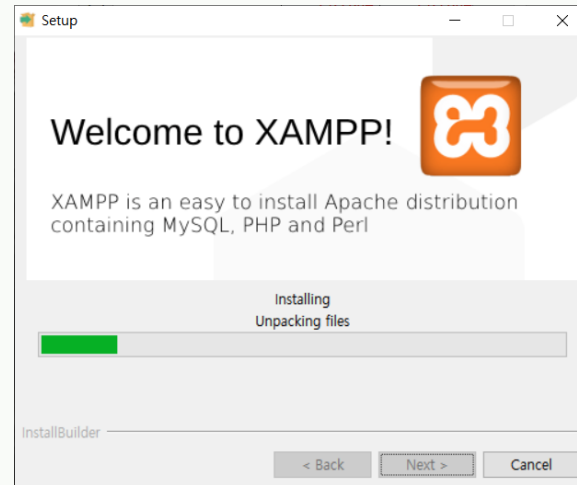 Setup
Welcome to XAMPP!
XAMPP is an easy to install Apache distribution
containing MySQL, PHP and Perl
Installing
Unpacking files
InstallBuilder
< Back
Next >
Cancel